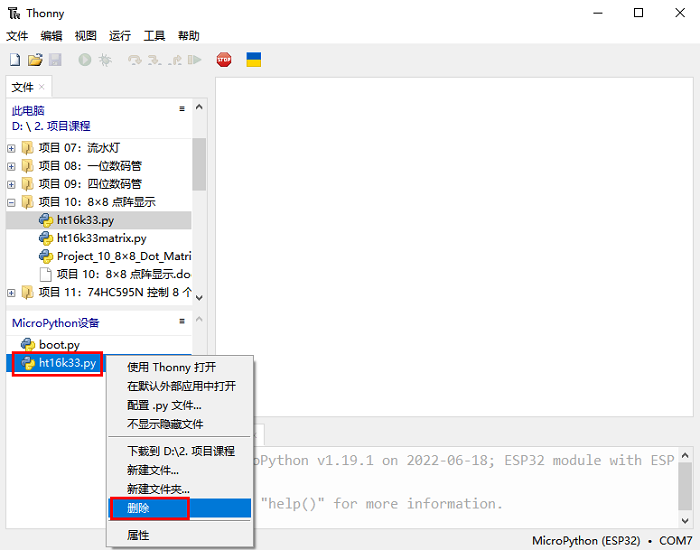 Thonny
文件 编辑 视图 运行 工具 帮助
STOP
文件
此电脑
D: \ 2. 项目课程
项目 07：流水灯
项目 08：一位数码管
项目 09：四位数码管
项目 10：8×8 点阵显示
ht16k33.py
ht16k33matrix.py
Project_10_8×8_Dot_Matri
项目 10：8×8 点阵显示.do
项目 11：74HC595N 控制 8 个
MicroPython设备
boot.py
ht16k33.py
使用 Thonny 打开
在默认外部应用中打开
配置 .py 文件...
不显示隐藏文件
下载到 D:\2. 项目课程
新建文件...
新建文件夹...
删除
属性
oPython v1.19.1 on 2022-06-18; ESP32 module with ESP
"help()" for more information.
MicroPython (ESP32) • COM7